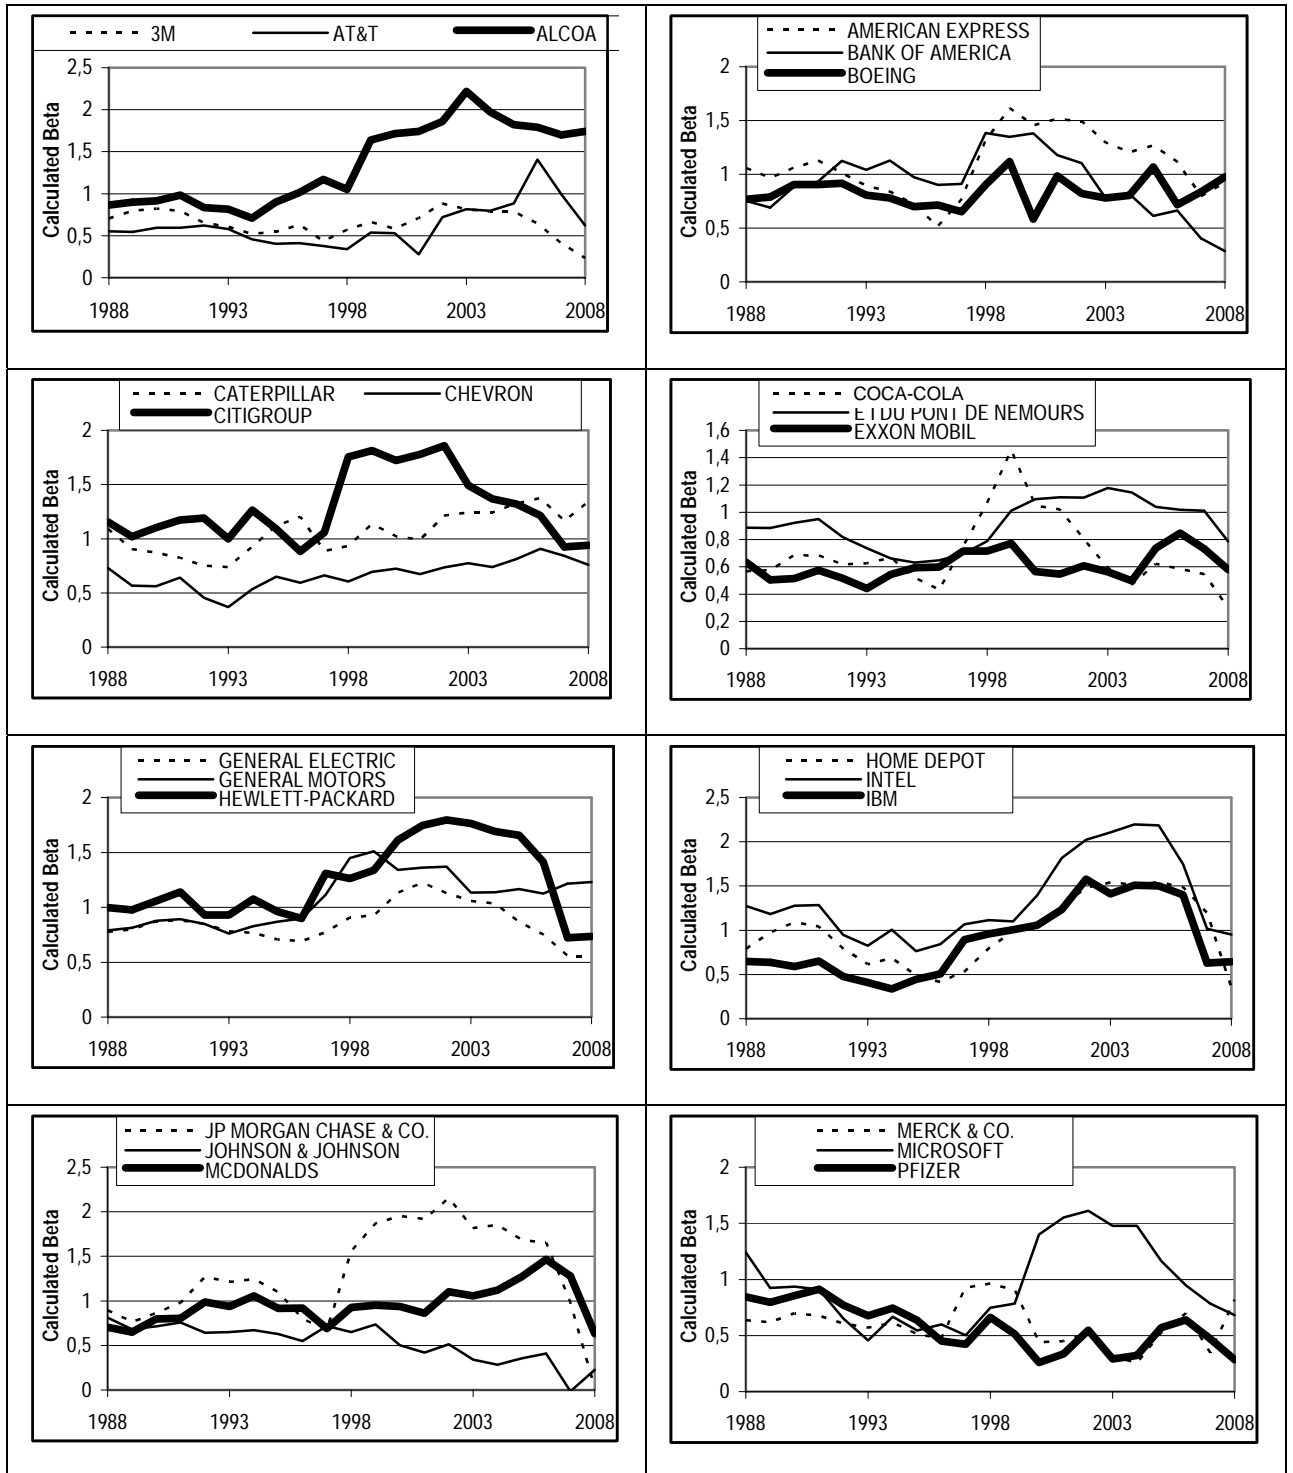 3M AT&T ALCOA
Calculated Beta
2,5
2
1,5
1
0,5
0
1988 1993 1998 2003 2008
AMERICAN EXPRESS
BANK OF AMERICA
BOEING
Calculated Beta
2
1,5
1
0,5
0
1988 1993 1998 2003 2008
CATERPILLAR CHEVRON
CITIGROUP
Calculated Beta
2
1,5
1
0,5
0
1988 1993 1998 2003 2008
COCA-COLA
E I DU PONT DE NEMOURS
EXXON MOBIL
Calculated Beta
1,6
1,4
1,2
1,0
0,8
0,6
0,4
0,2
0
1988 1993 1998 2003 2008
GENERAL ELECTRIC
GENERAL MOTORS
HEWLETT-PACKARD
Calculated Beta
2
1,5
1
0,5
0
1988 1993 1998 2003 2008
HOME DEPOT
INTEL
IBM
Calculated Beta
2,5
2
1,5
1
0,5
0
1988 1993 1998 2003 2008
JP MORGAN CHASE & CO.
JOHNSON & JOHNSON
MCDONALDS
Calculated Beta
2,5
2
1,5
1
0,5
0
1988 1993 1998 2003 2008
MERCK & CO.
MICROSOFT
PFIZER
Calculated Beta
2
1,5
1
0,5
0
1988 1993 1998 2003 2008